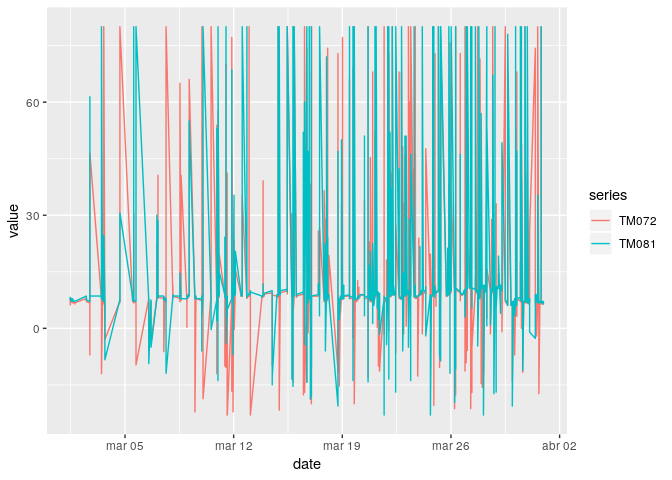 60
30
0
value
mar 05
mar 12
mar 19
mar 26
abr 02
date
series
TM072
TM081